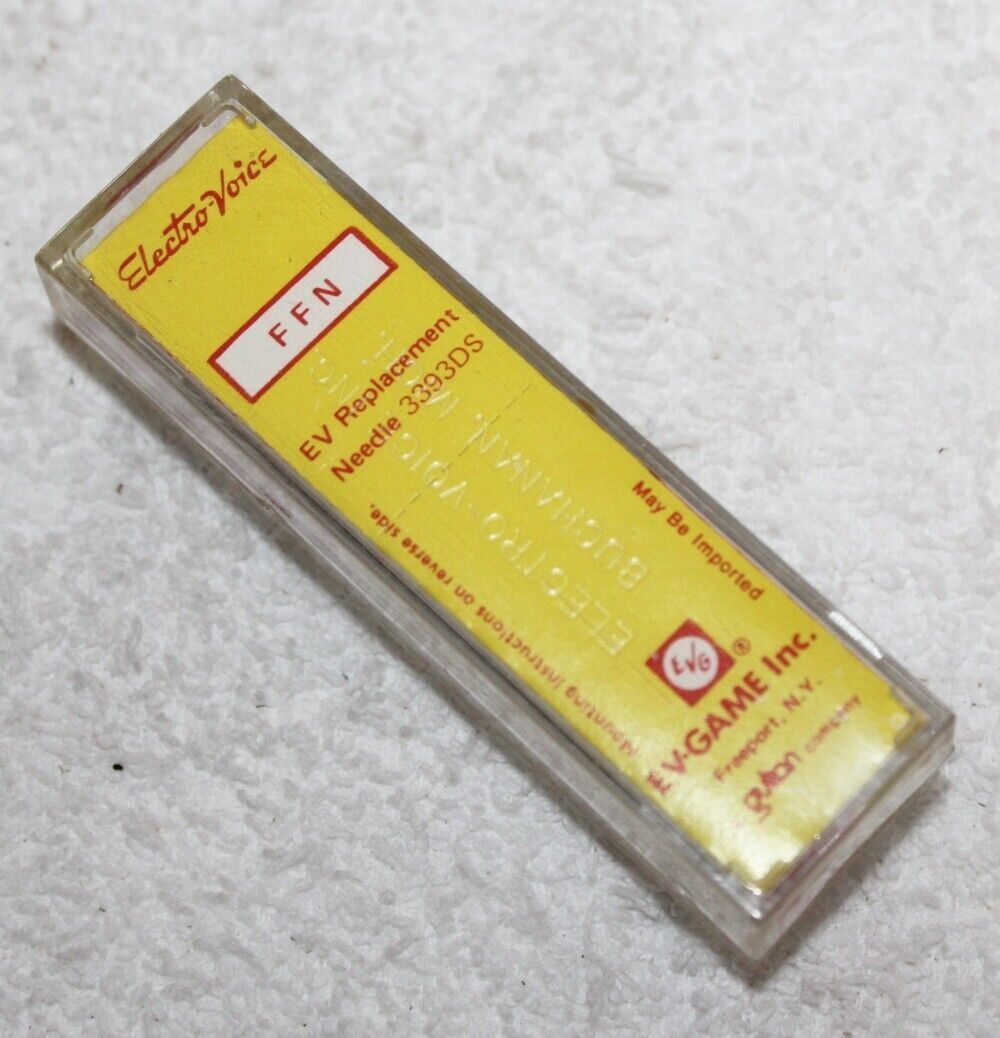 Electro-Voice
FFN
EV Replacement
Needle 3393DS
ELECTRO-VOICE INC.
BUCHANAN, MICH.
Mounting instructions on reverse side.
May Be Imported
EVG ®
EV-GAME Inc.
Freeport, N.Y.
A gulton company